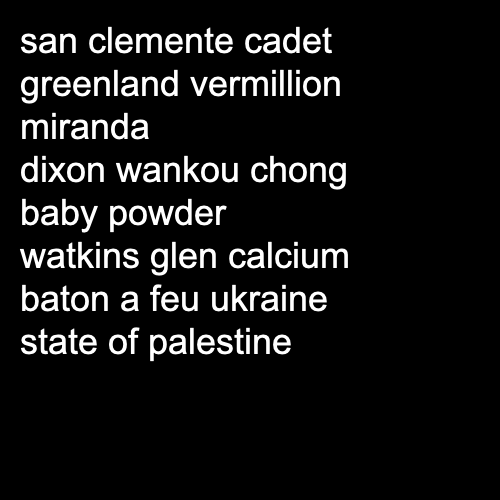 san clemente cadet
greenland vermillion
miranda
dixon wankou chong
baby powder
watkins glen calcium
baton a feu ukraine
state of palestine